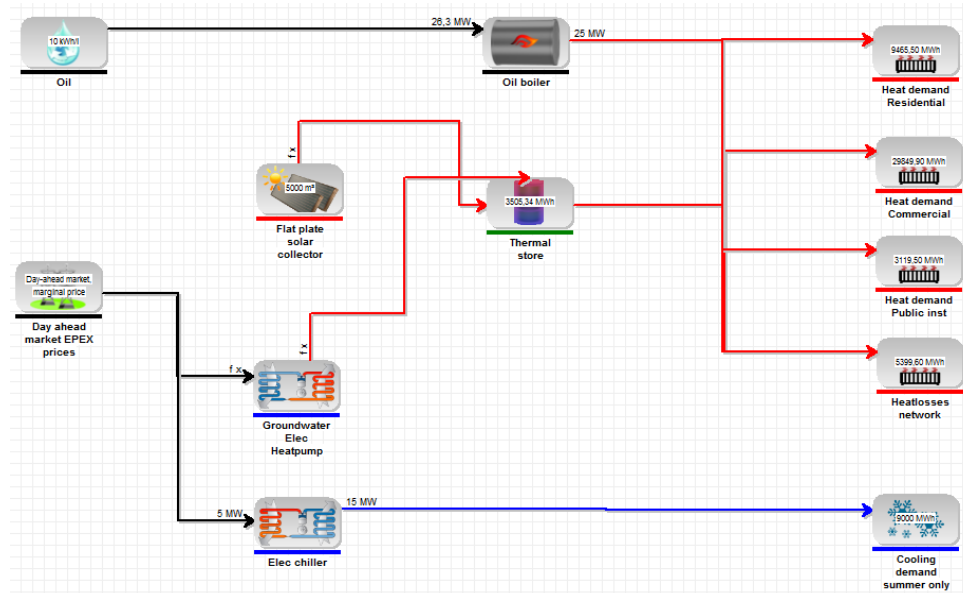 26,3 MW
10 kWh/l
Oil
25 MW
Oil boiler
9465,50 MWh
Heat demand
Residential
f x
5000 m²
Flat plate
solar
collector
3505,34 MWh
Thermal
store
29849,90 MWh
Heat demand
Commercial
Day-ahead market,
marginal price
Day ahead
market EPEX
prices
3119,50 MWh
Heat demand
Public inst
f x
f x
Groundwater
Elec
Heatpump
5399,60 MWh
Heatlosses
network
5 MW
15 MW
Elec chiller
9000 MWh
Cooling
demand
summer only